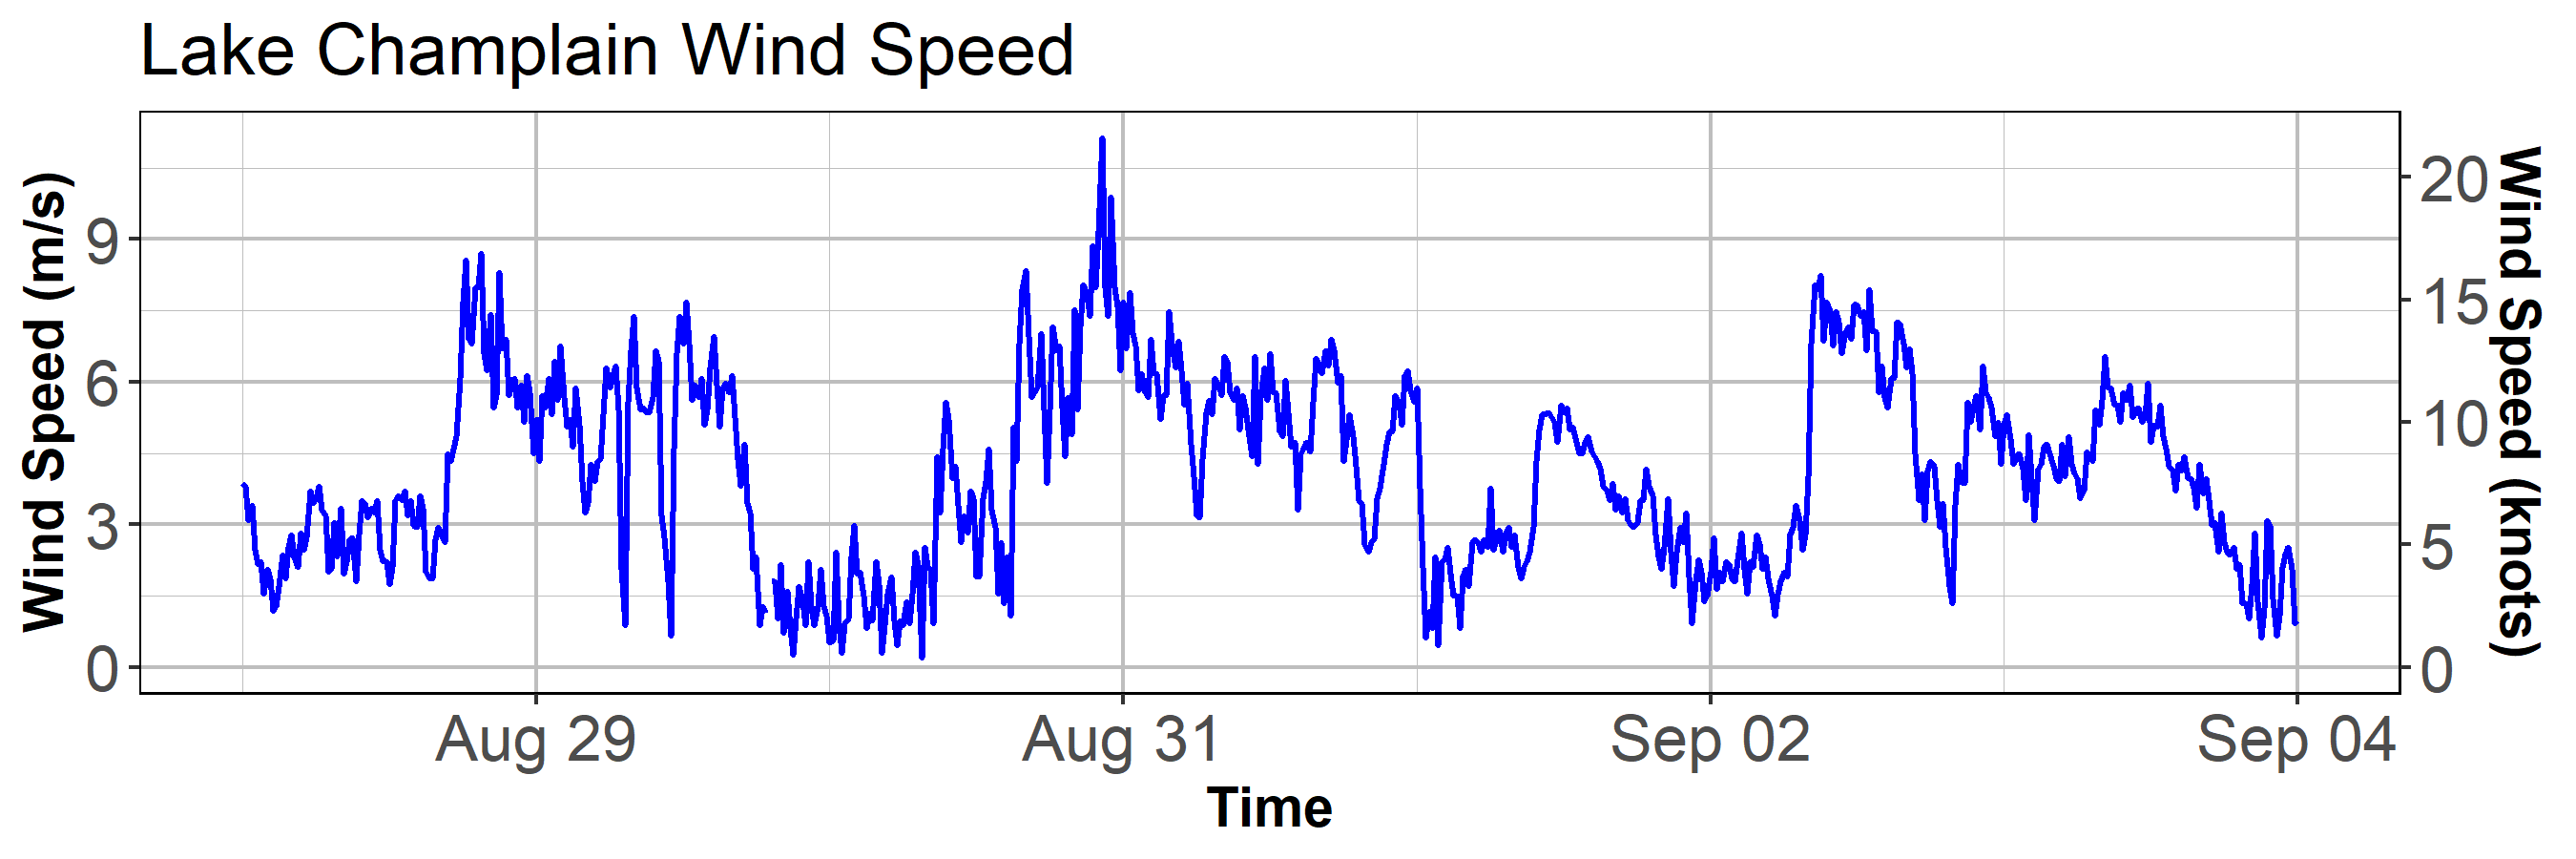 Lake Champlain Wind Speed
Wind Speed (m/s)
9
6
3
0
20
15
10
5
0
Wind Speed (knots)
Aug 29
Aug 31
Sep 02
Sep 04
Time